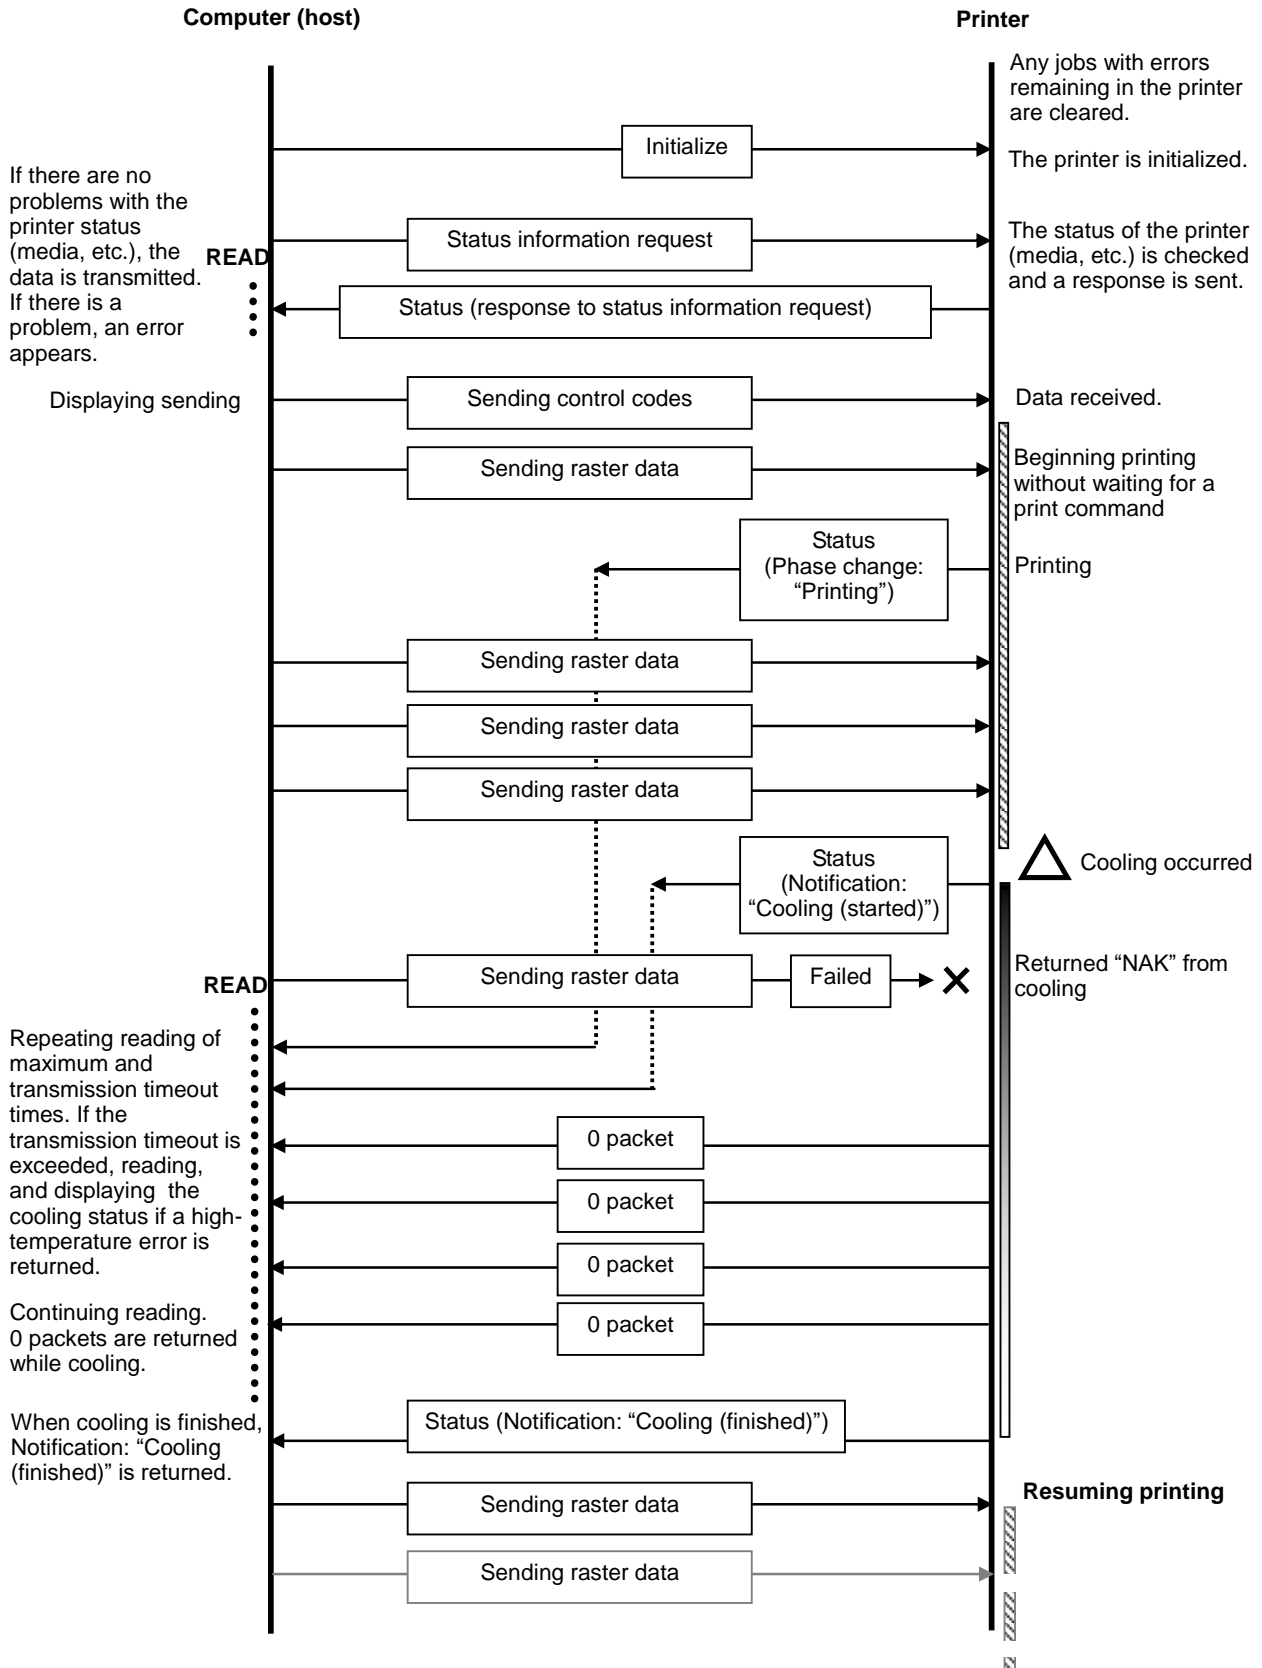 Computer (host)
Printer
Any jobs with errors
remaining in the printer
are cleared.
Initialize
The printer is initialized.
If there are no
problems with the
printer status
(media, etc.), the
data is transmitted.
If there is a
problem, an error
appears.
READ
Status information request
The status of the printer
(media, etc.) is checked
and a response is sent.
Status (response to status information request)
Displaying sending
Sending control codes
Data received.
Sending raster data
Beginning printing
without waiting for a
print command
Status
(Phase change:
“Printing”)
Printing
Sending raster data
Sending raster data
Sending raster data
Status
(Notification:
“Cooling (started)”)
Cooling occurred
READ
Sending raster data
Failed
Returned “NAK” from
cooling
Repeating reading of
maximum and
transmission timeout
times. If the
transmission timeout is
exceeded, reading,
and displaying  the
cooling status if a high-
temperature error is
returned.
0 packet
0 packet
0 packet
0 packet
Continuing reading.
0 packets are returned
while cooling.
When cooling is finished,
Notification: “Cooling
(finished)” is returned.
Status (Notification: “Cooling (finished)”)
Sending raster data
Resuming printing
Sending raster data